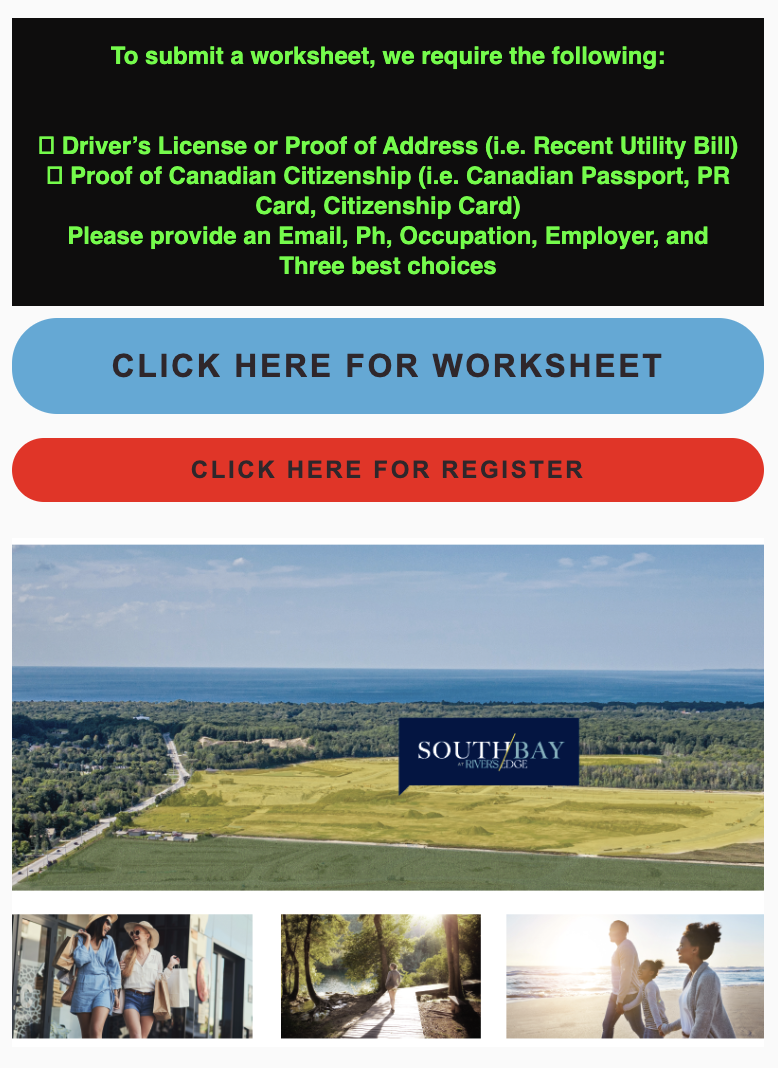 To submit a worksheet, we require the following:
□ Driver’s License or Proof of Address (i.e. Recent Utility Bill)
□ Proof of Canadian Citizenship (i.e. Canadian Passport, PR
Card, Citizenship Card)
Please provide an Email, Ph, Occupation, Employer, and
Three best choices
CLICK HERE FOR WORKSHEET
CLICK HERE FOR REGISTER
SOUTH/BAY
AT RIVER'S EDGE